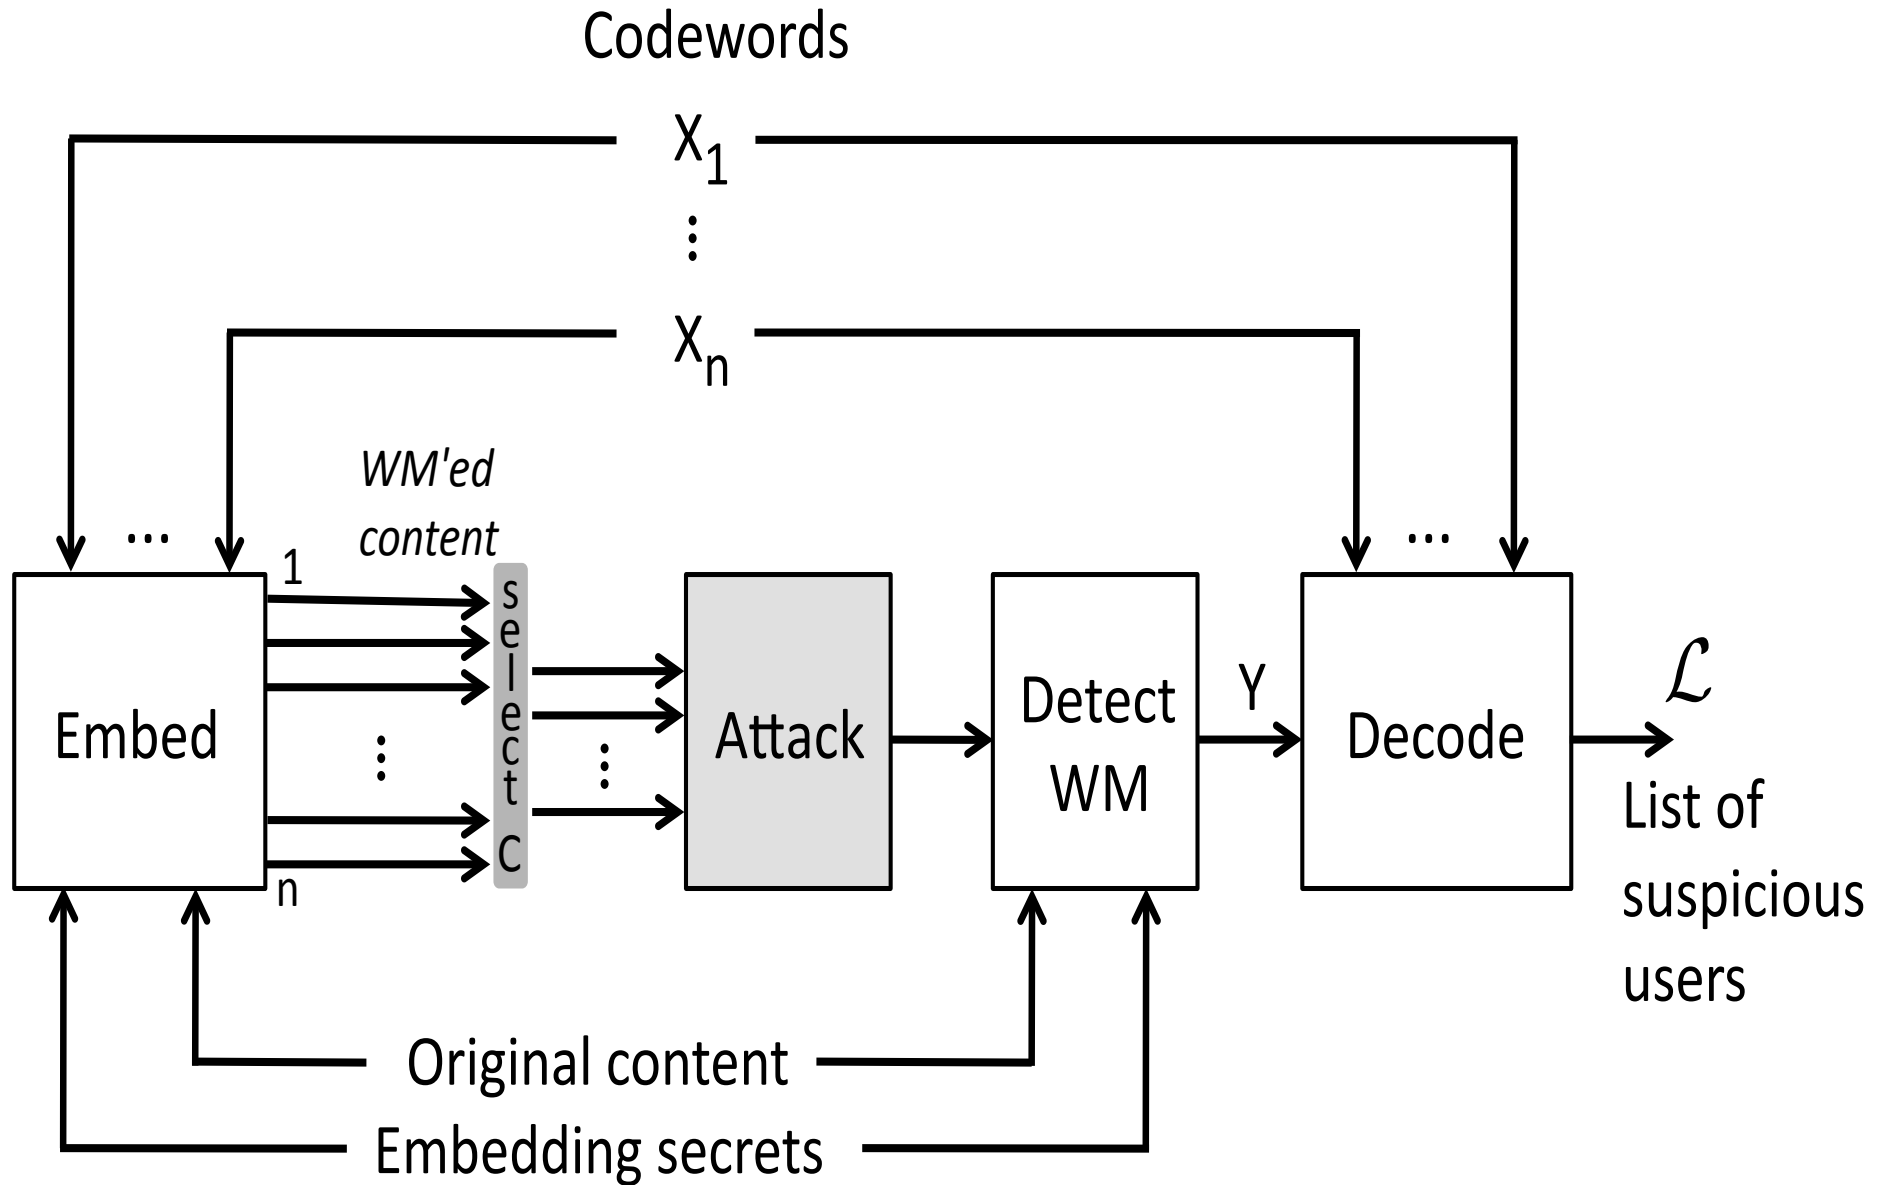 Codewords
X1
⋮
Xn
WM'ed
content
...
...
1
select C
n
Embed
Attack
Detect
WM
Y
Decode
ℒ
List of
suspicious
users
Original content
Embedding secrets